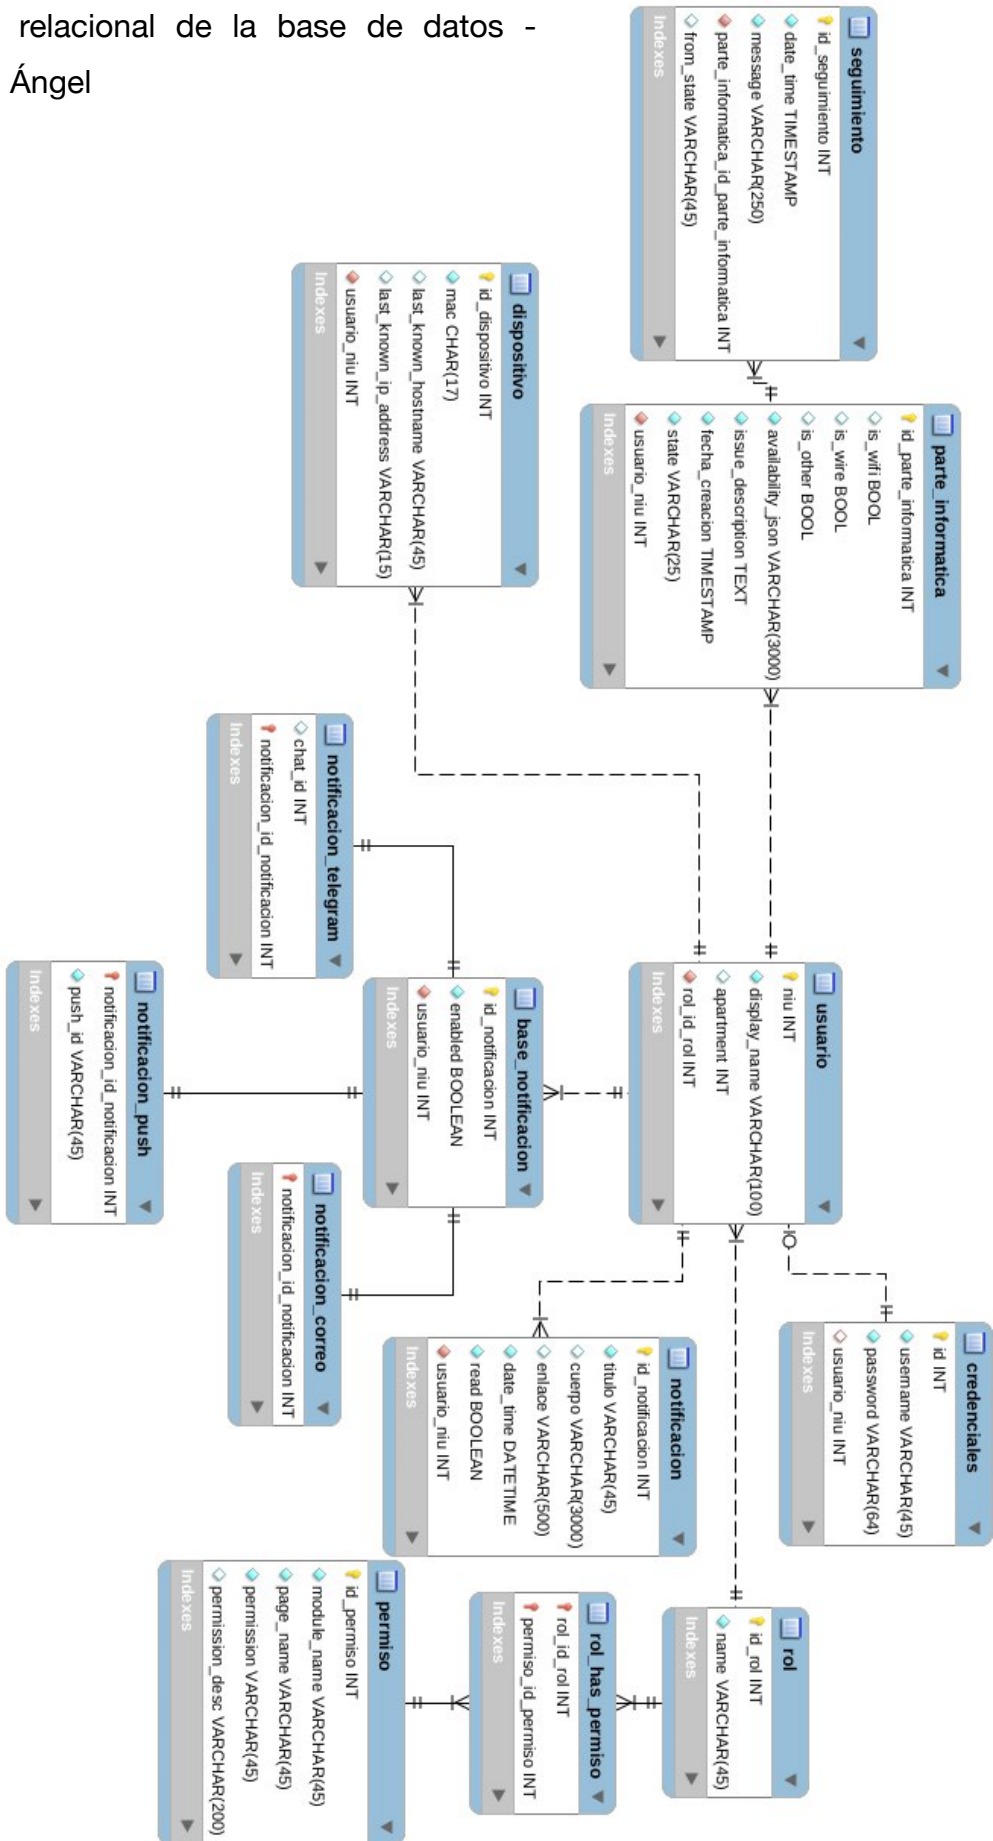 relacional de la base de datos -
Ángel
seguimiento
id_seguimiento INT
date_time TIMESTAMP
message VARCHAR(250)
parte_informatica_id_parte_informatica INT
from_state VARCHAR(45)
Indexes
parte_informatica
id_parte_informatica INT
is_wifi BOOL
is_wire BOOL
is_other BOOL
availability_json VARCHAR(3000)
issue_description TEXT
fecha_creacion TIMESTAMP
state VARCHAR(25)
usuario_niu INT
Indexes
dispositivo
id_dispositivo INT
mac CHAR(17)
last_known_hostname VARCHAR(45)
last_known_ip_address VARCHAR(15)
usuario_niu INT
Indexes
usuario
niu INT
display_name VARCHAR(100)
apartment INT
rol_id_rol INT
Indexes
notificacion_telegram
chat_id INT
notificacion_id_notificacion INT
Indexes
base_notificacion
id_notificacion INT
enabled BOOLEAN
usuario_niu INT
Indexes
notificacion_push
notificacion_id_notificacion INT
push_id VARCHAR(45)
Indexes
notificacion_correo
notificacion_id_notificacion INT
Indexes
credenciales
id INT
username VARCHAR(45)
password VARCHAR(64)
usuario_niu INT
Indexes
notificacion
id_notificacion INT
titulo VARCHAR(45)
cuerpo VARCHAR(3000)
enlace VARCHAR(500)
date_time DATETIME
read BOOLEAN
usuario_niu INT
Indexes
rol
id_rol INT
name VARCHAR(45)
Indexes
rol_has_permiso
rol_id_rol INT
permiso_id_permiso INT
Indexes
permiso
id_permiso INT
module_name VARCHAR(45)
page_name VARCHAR(45)
permission VARCHAR(45)
permission_desc VARCHAR(200)
Indexes